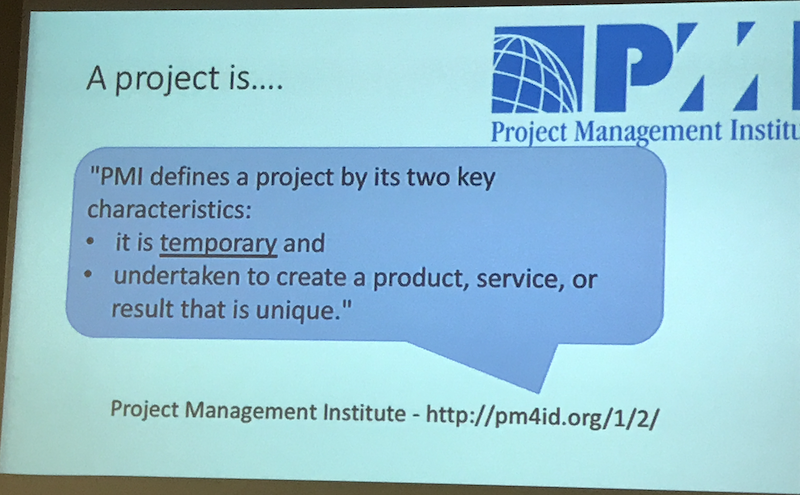 A project is....
PM
Project Management Institu
"PMI defines a project by its two key
characteristics:
• it is temporary and
• undertaken to create a product, service, or
result that is unique."
Project Management Institute - http://pm4id.org/1/2/